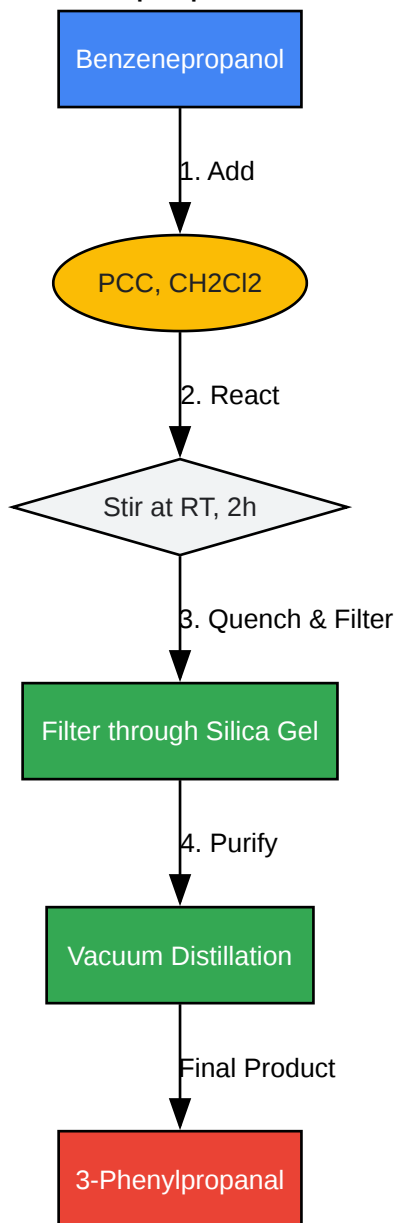 Benzenepropanol
1. Add
PCC, CH2Cl2
2. React
Stir at RT, 2h
3. Quench & Filter
Filter through Silica Gel
4. Purify
Vacuum Distillation
Final Product
3-Phenylpropanal